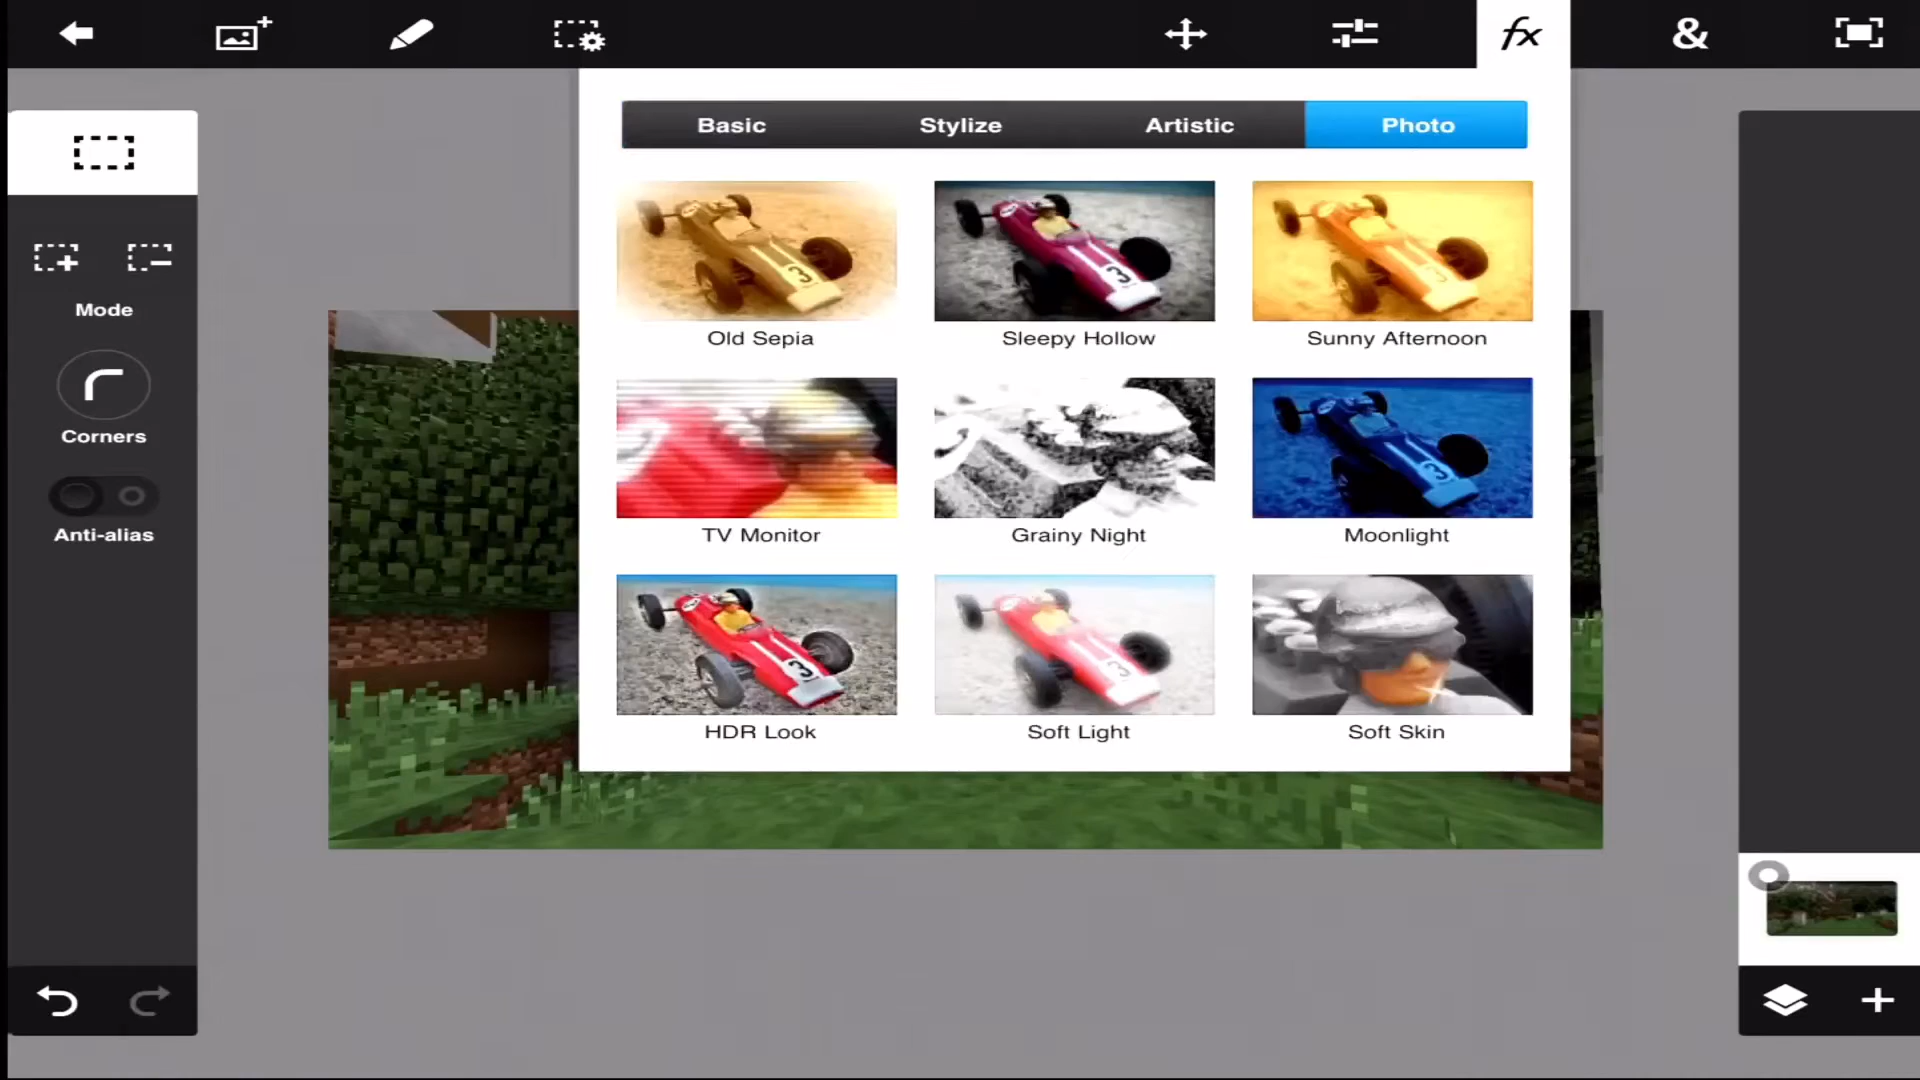 fx
&
Basic Stylize Artistic Photo
Old Sepia Sleepy Hollow Sunny Afternoon
Mode
Corners
Anti-alias
TV Monitor Grainy Night Moonlight
HDR Look Soft Light Soft Skin